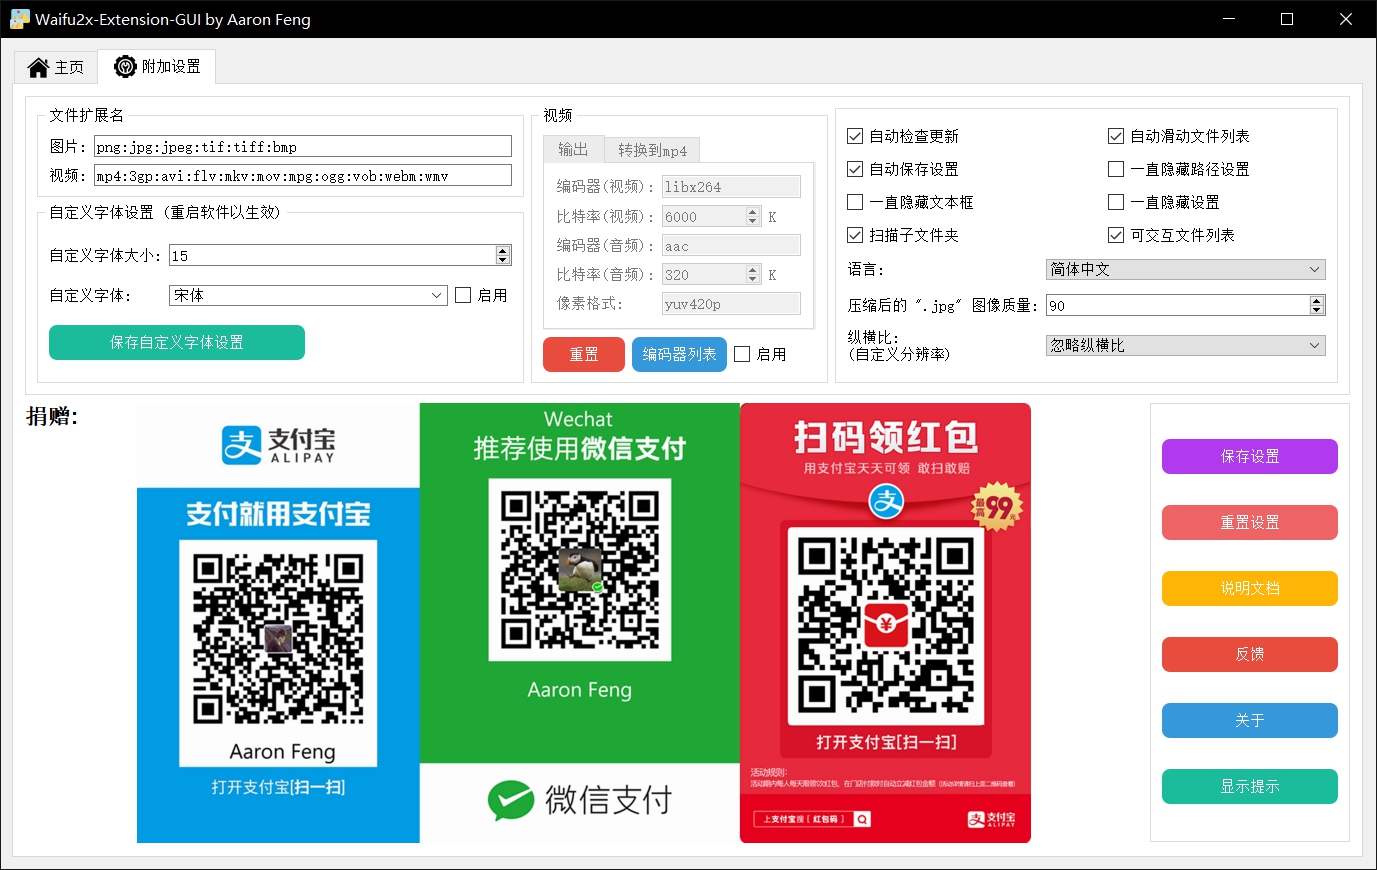 Waifu2x-Extension-GUI by Aaron Feng
主页
附加设置
文件扩展名
图片: png:jpg:jpeg:tif:tiff:bmp
视频: mp4:3gp:avi:flv:mkv:mov:mpg:ogg:vob:webm:wmv
自定义字体设置 (重启软件以生效)
自定义字体大小: 15
自定义字体: 宋体 启用
保存自定义字体设置
视频
输出 转换到mp4
编码器(视频): libx264
比特率(视频): 6000 K
编码器(音频): aac
比特率(音频): 320 K
像素格式: yuv420p
重置 编码器列表 启用
自动检查更新 自动滑动文件列表
自动保存设置 一直隐藏路径设置
一直隐藏文本框 一直隐藏设置
扫描子文件夹 可交互文件列表
语言: 简体中文
压缩后的 ".jpg" 图像质量: 90
纵横比:
(自定义分辨率) 忽略纵横比
捐赠:
支 支付宝
ALIPAY
支付就用支付宝
Aaron Feng
打开支付宝[扫一扫]
Wechat
推荐使用微信支付
Aaron Feng
微信支付
扫码领红包
用支付宝天天可领 敢扫敢赔
支
最高99元
¥
打开支付宝[扫一扫]
活动规则:
上支付宝搜 [ 红包码 ]
支 支付宝
ALIPAY
保存设置
重置设置
说明文档
反馈
关于
显示提示